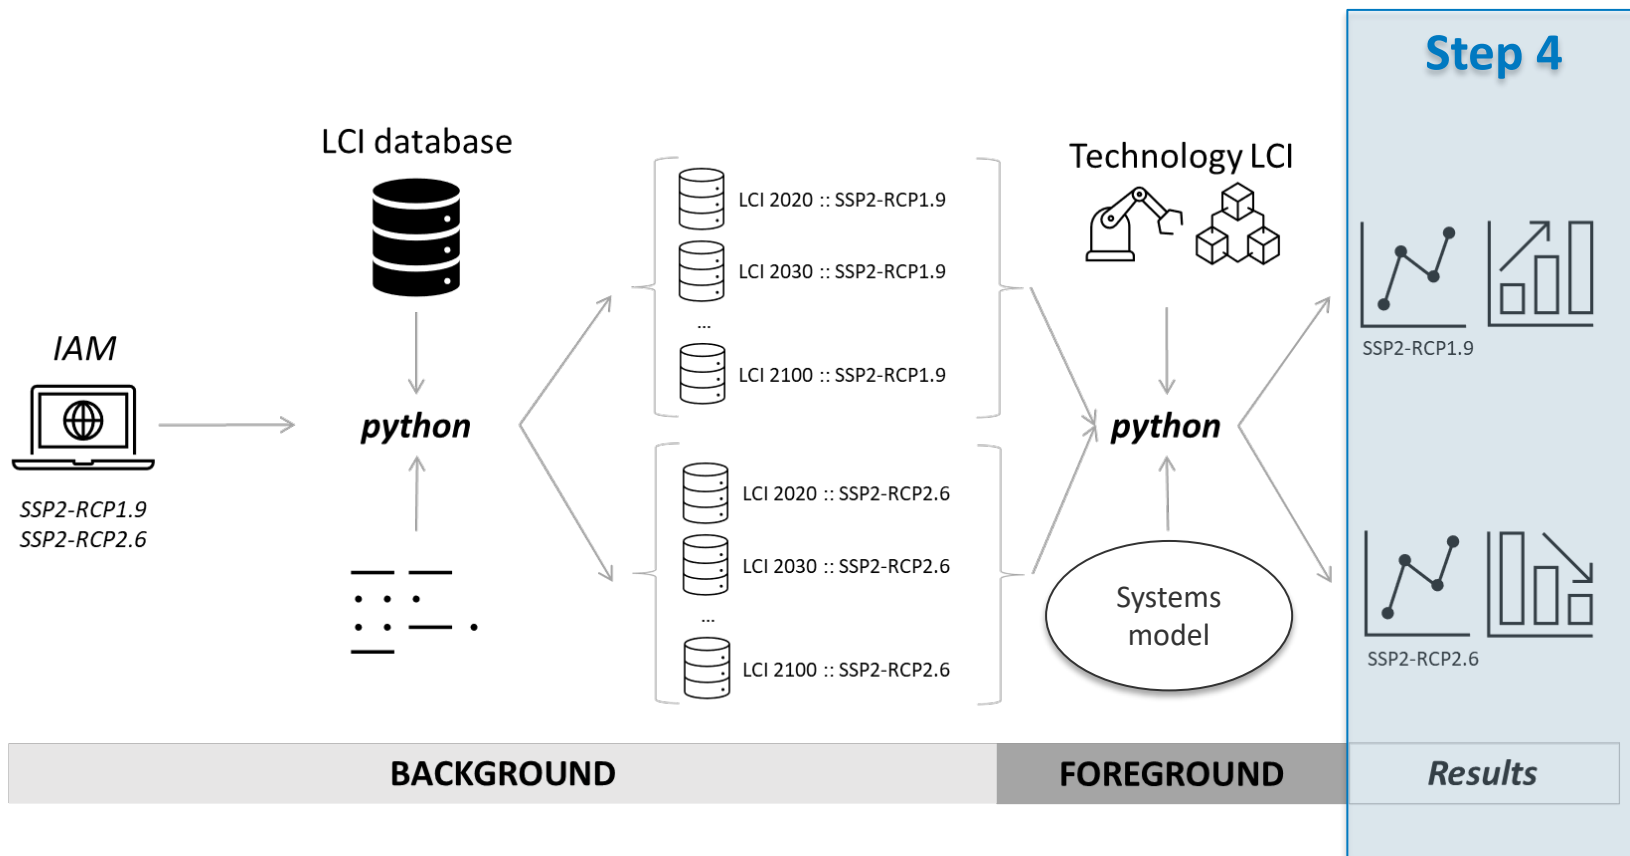 Step 4
LCI database
Technology LCI
LCI 2020 :: SSP2-RCP1.9
LCI 2030 :: SSP2-RCP1.9
...
LCI 2100 :: SSP2-RCP1.9
IAM
SSP2-RCP1.9
SSP2-RCP2.6
python
python
SSP2-RCP1.9
LCI 2020 :: SSP2-RCP2.6
LCI 2030 :: SSP2-RCP2.6
...
LCI 2100 :: SSP2-RCP2.6
Systems
model
SSP2-RCP2.6
BACKGROUND
FOREGROUND
Results